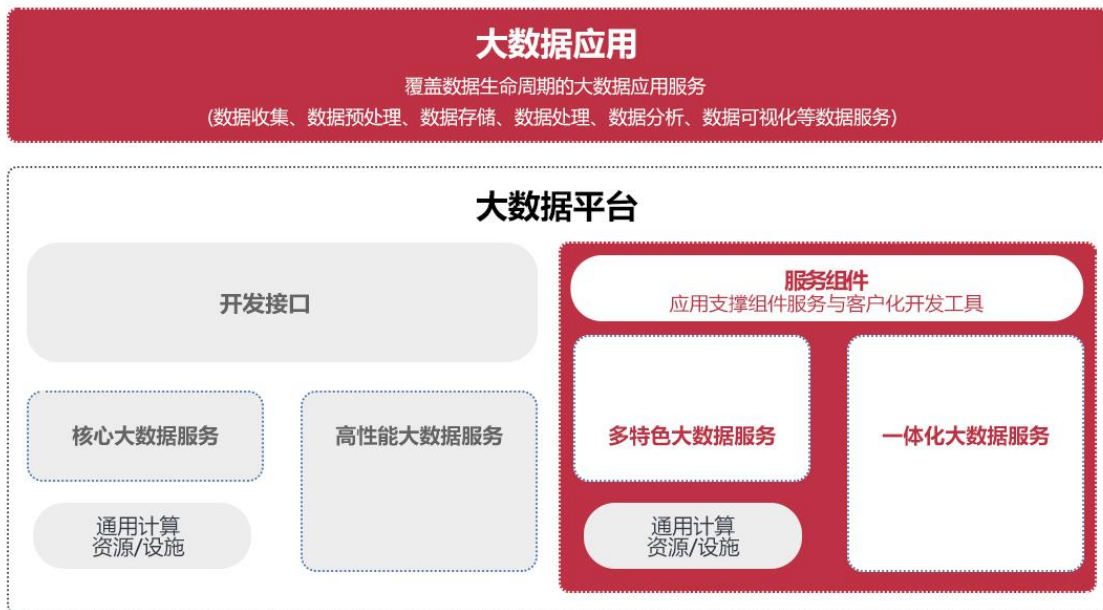 大数据应用
覆盖数据生命周期的大数据应用服务
(数据收集、数据预处理、数据存储、数据处理、数据分析、数据可视化等数据服务)
大数据平台
开发接口
服务组件
应用支撑组件服务与客户化开发工具
核心大数据服务
高性能大数据服务
多特色大数据服务
一体化大数据服务
通用计算
资源/设施
通用计算
资源/设施